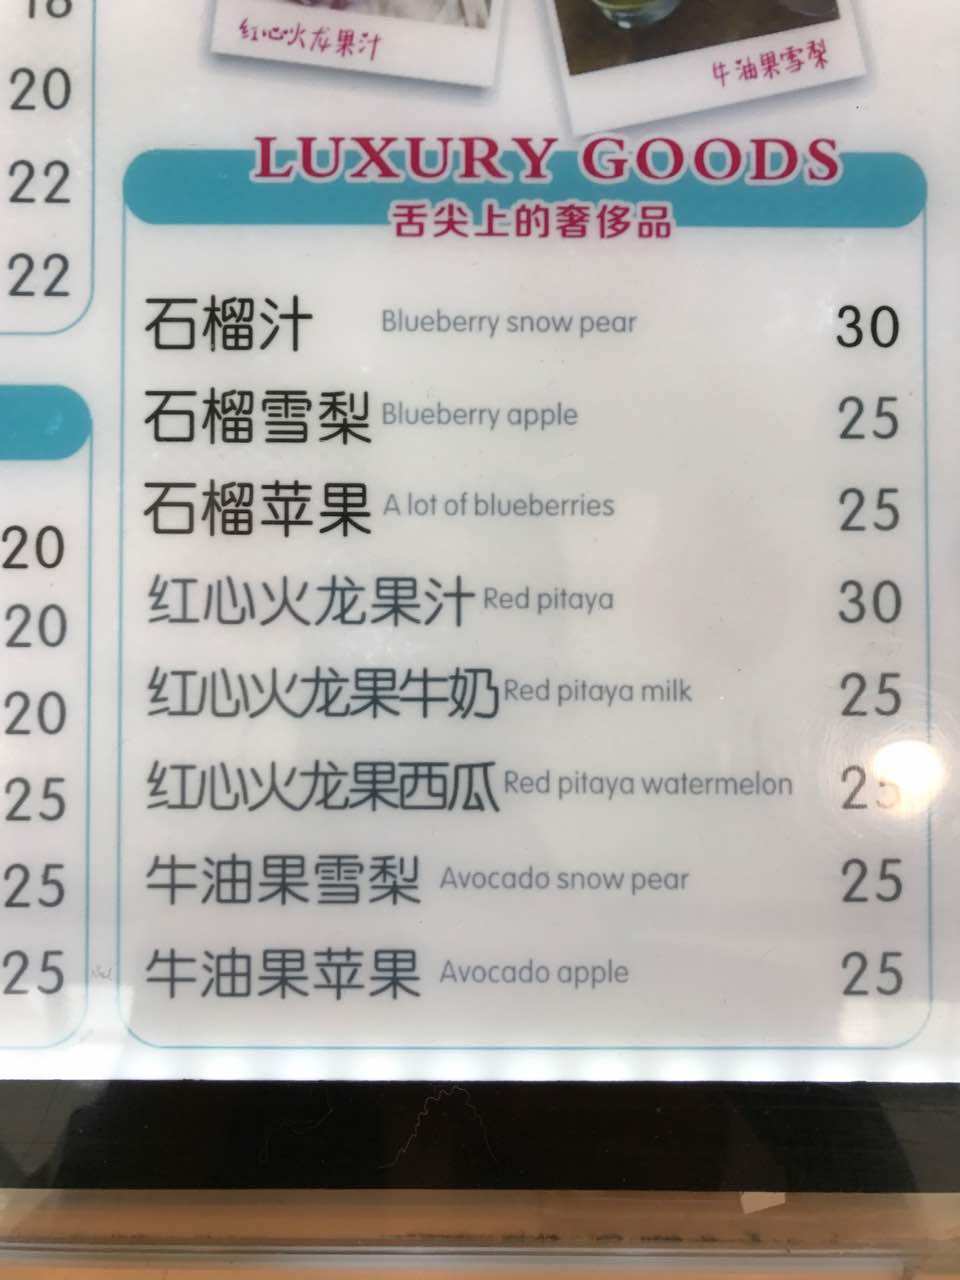 20
22
22
20
20
20
25
25
25
红心火龙果汁
牛油果雪梨
LUXURY GOODS
舌尖上的奢侈品
石榴汁 Blueberry snow pear 30
石榴雪梨 Blueberry apple 25
石榴苹果 A lot of blueberries 25
红心火龙果汁 Red pitaya 30
红心火龙果牛奶 Red pitaya milk 25
红心火龙果西瓜 Red pitaya watermelon 25
牛油果雪梨 Avocado snow pear 25
牛油果苹果 Avocado apple 25